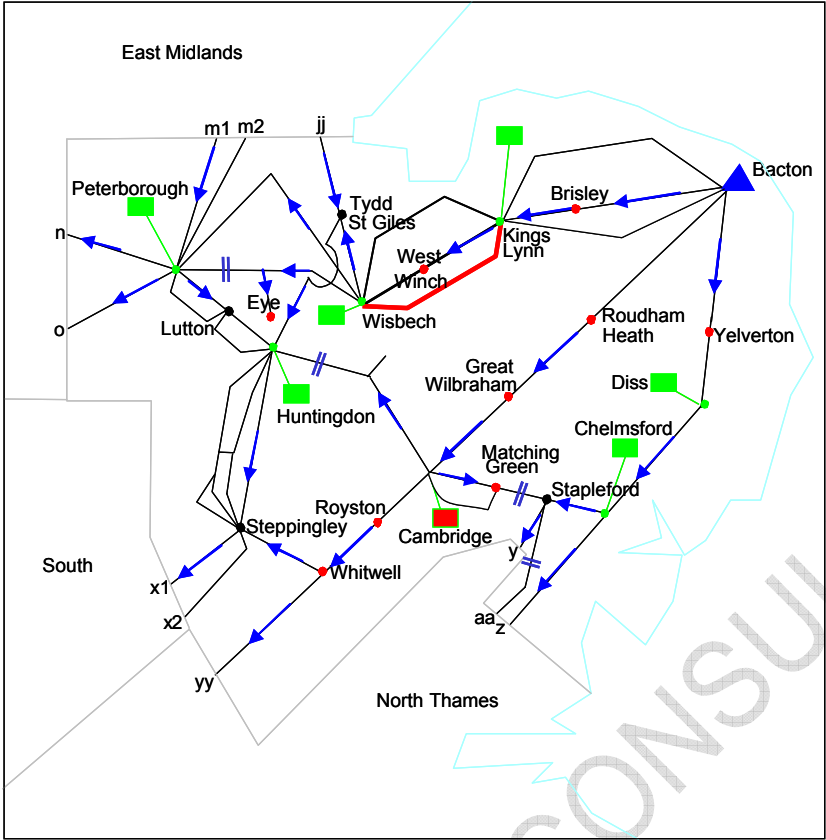 East Midlands
m1 m2
jj
Bacton
Peterborough
Brisley
Tydd
St Giles
n
Kings
Lynn
West
Winch
Eye
Wisbech
Lutton
o
Roudham
Heath
Yelverton
Great
Wilbraham
Diss
Huntingdon
Chelmsford
Matching
Green
Stapleford
Royston
Cambridge
Steppingley
y
South
Whitwell
x1
x2
aa
z
yy
North Thames
CONSU